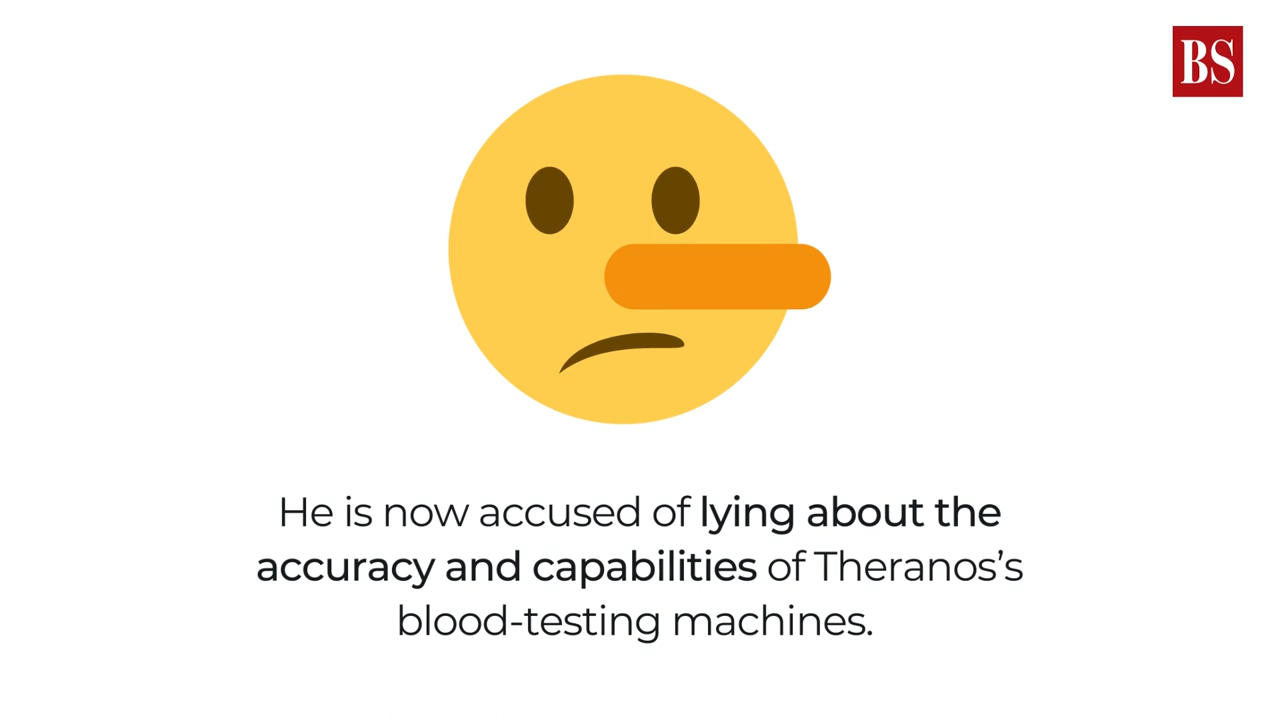 BS
He is now accused of lying about the
accuracy and capabilities of Theranos’s
blood-testing machines.